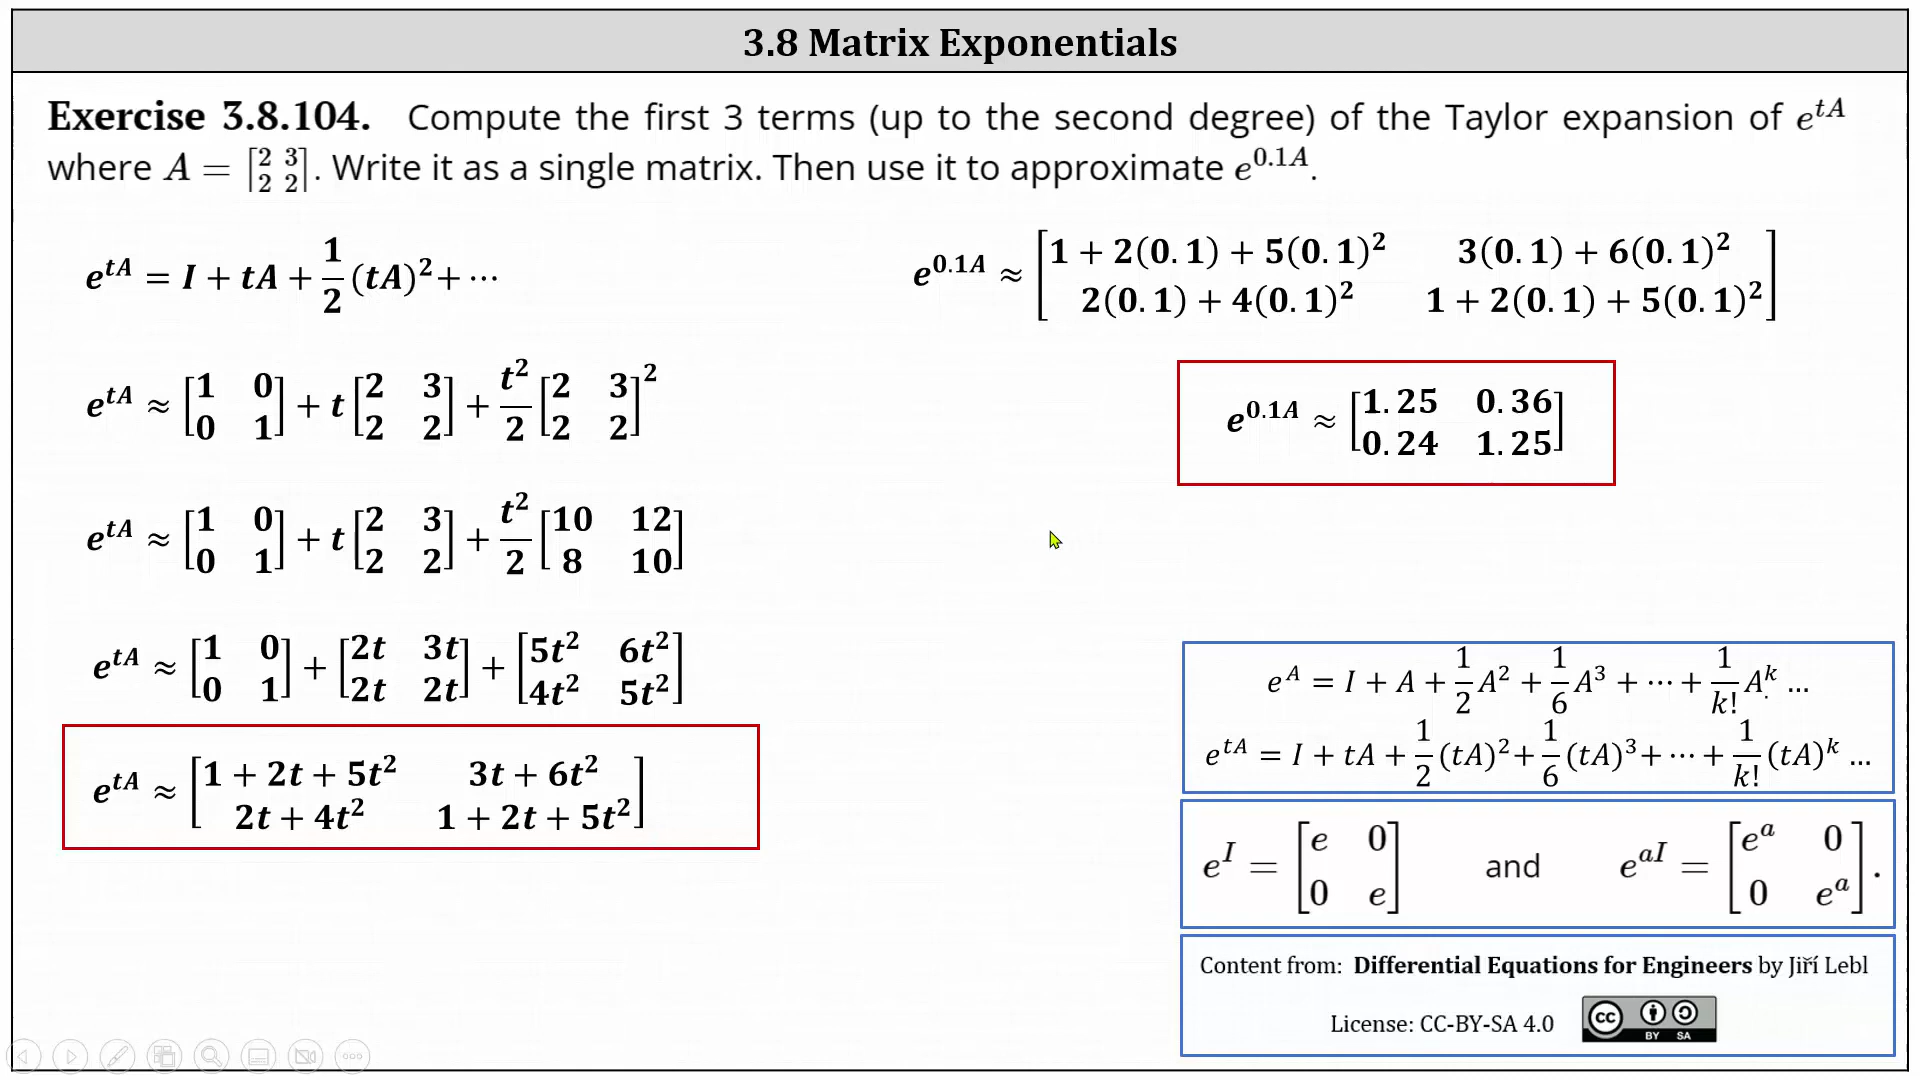 3.8 Matrix Exponentials
Exercise 3.8.104. Compute the first 3 terms (up to the second degree) of the Taylor expansion of e^{tA}
where A = [2 3; 2 2]. Write it as a single matrix. Then use it to approximate e^{0.1A}.
e^{tA} = I + tA + 1/2 (tA)^2 + ⋯
e^{tA} ≈ [1 0; 0 1] + t [2 3; 2 2] + t^2/2 [2 3; 2 2]^2
e^{tA} ≈ [1 0; 0 1] + t [2 3; 2 2] + t^2/2 [10 12; 8 10]
e^{tA} ≈ [1 0; 0 1] + [2t 3t; 2t 2t] + [5t^2 6t^2; 4t^2 5t^2]
e^{tA} ≈ [1 + 2t + 5t^2 3t + 6t^2; 2t + 4t^2 1 + 2t + 5t^2]
e^{0.1A} ≈ [1 + 2(0.1) + 5(0.1)^2 3(0.1) + 6(0.1)^2; 2(0.1) + 4(0.1)^2 1 + 2(0.1) + 5(0.1)^2]
e^{0.1A} ≈ [1.25 0.36; 0.24 1.25]
e^A = I + A + 1/2 A^2 + 1/6 A^3 + ⋯ + 1/k! A^k …
e^{tA} = I + tA + 1/2 (tA)^2 + 1/6 (tA)^3 + ⋯ + 1/k! (tA)^k …
e^I = [e 0; 0 e] and e^{aI} = [e^a 0; 0 e^a].
Content from: Differential Equations for Engineers by Jiří Lebl
License: CC-BY-SA 4.0
cc BY SA